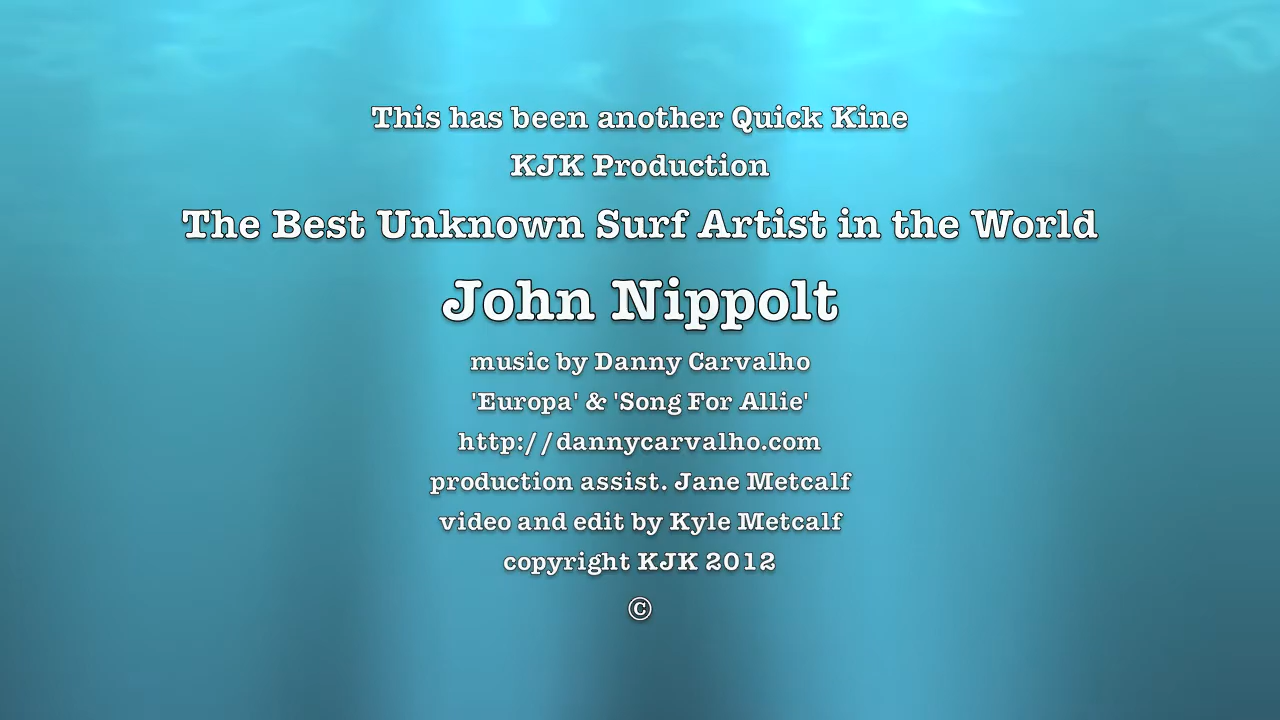 This has been another Quick Kine
KJK Production
The Best Unknown Surf Artist in the World
John Nippolt
music by Danny Carvalho
'Europa' & 'Song For Allie'
http://dannycarvalho.com
production assist. Jane Metcalf
video and edit by Kyle Metcalf
copyright KJK 2012
©